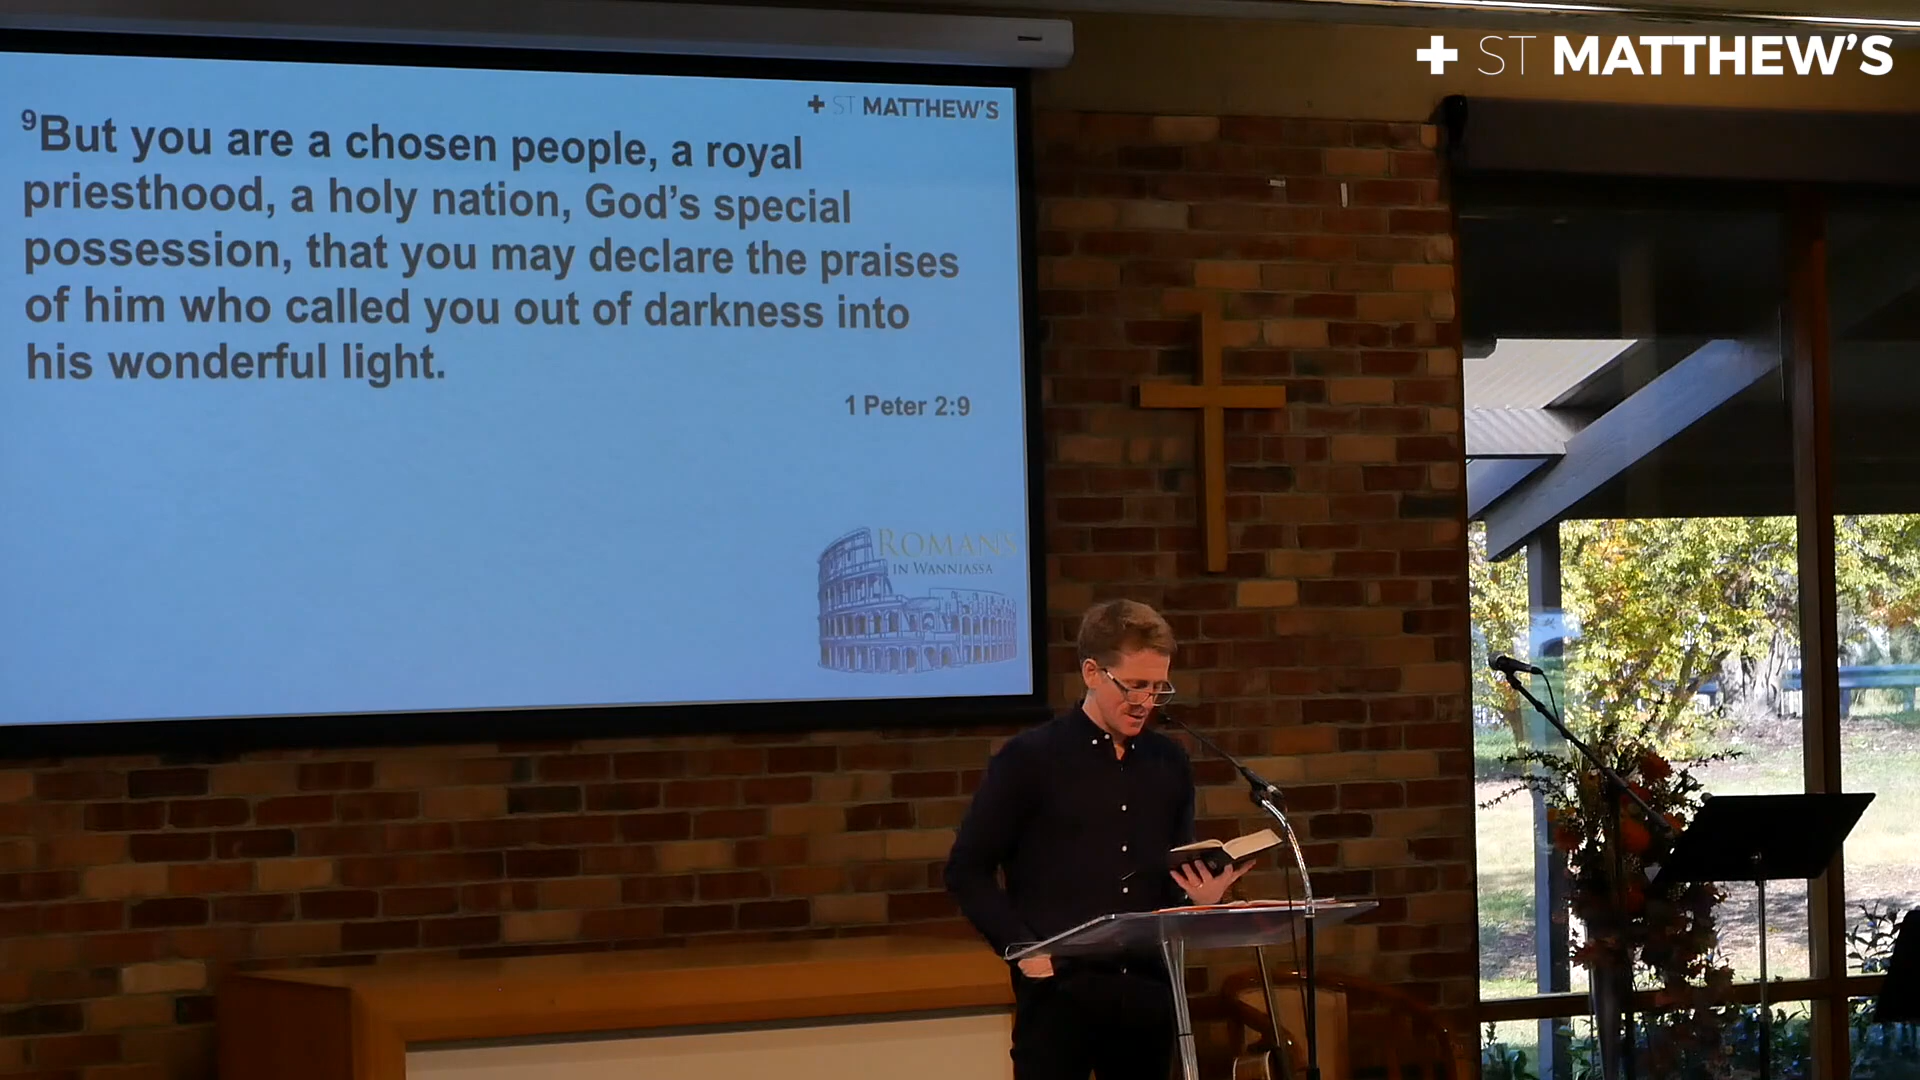 + ST MATTHEW'S
+ ST MATTHEW'S
⁹But you are a chosen people, a royal
priesthood, a holy nation, God's special
possession, that you may declare the praises
of him who called you out of darkness into
his wonderful light.
1 Peter 2:9
ROMANS
IN WANNIASSA